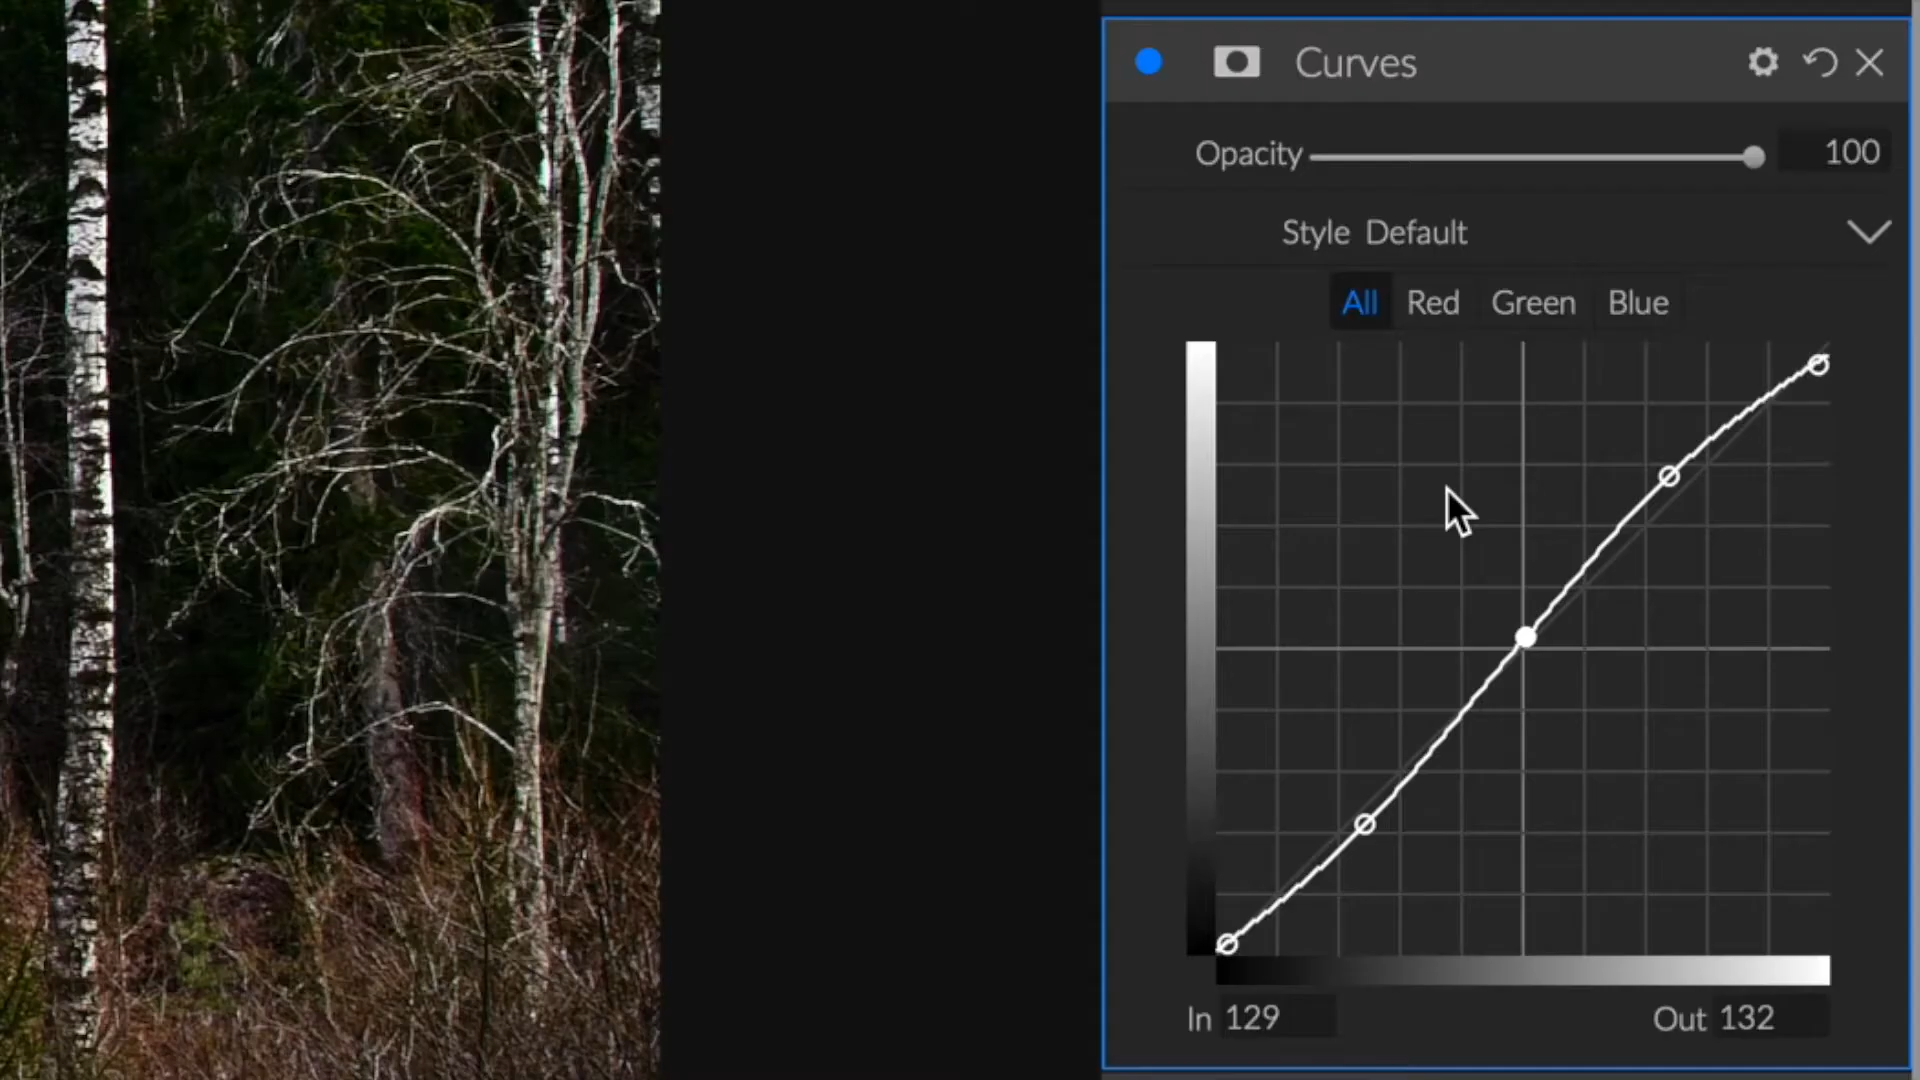 Curves
Opacity 100
Style Default
All Red Green Blue
In 129 Out 132